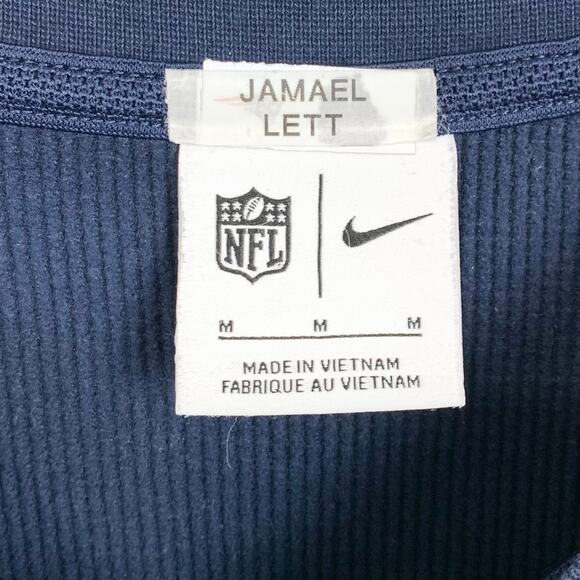 JAMAEL
LETT
NFL
M M M
MADE IN VIETNAM
FABRIQUE AU VIETNAM